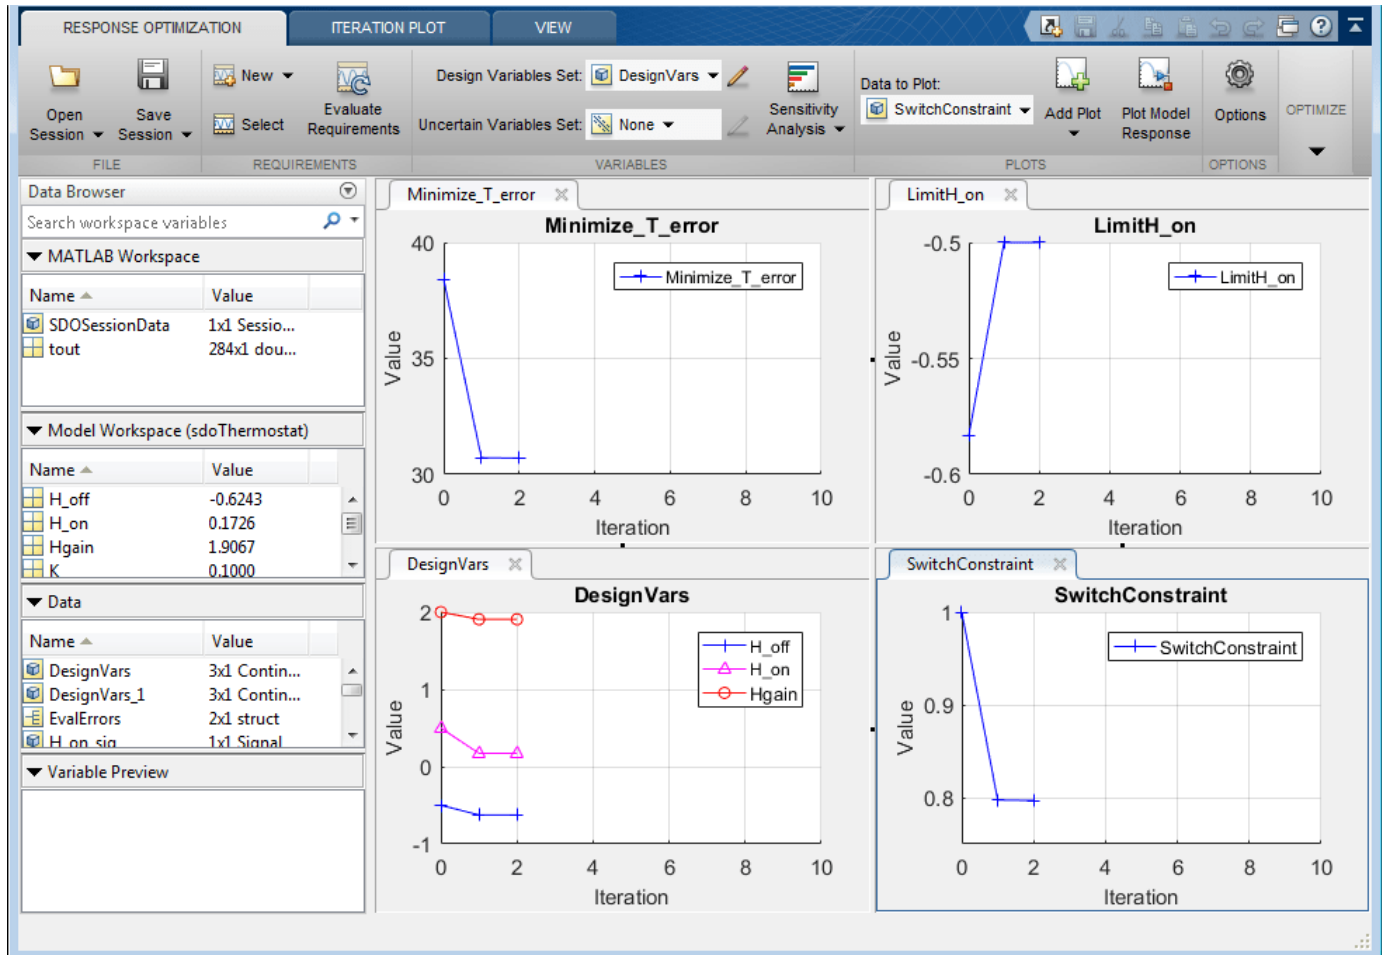 RESPONSE OPTIMIZATION ITERATION PLOT VIEW
Open Session
Save Session
New
Select
Evaluate Requirements
Design Variables Set: DesignVars
Uncertain Variables Set: None
Sensitivity Analysis
Data to Plot:
SwitchConstraint
Add Plot
Plot Model Response
Options
OPTIMIZE
FILE REQUIREMENTS VARIABLES PLOTS OPTIONS
Data Browser
Search workspace variables
MATLAB Workspace
Name Value
SDOSessionData 1x1 Sessio...
tout 284x1 dou...
Model Workspace (sdoThermostat)
Name Value
H_off -0.6243
H_on 0.1726
Hgain 1.9067
K 0.1000
Data
Name Value
DesignVars 3x1 Contin...
DesignVars_1 3x1 Contin...
EvalErrors 2x1 struct
H_on_sig 1x1 Signal
Variable Preview
Minimize_T_error
Minimize_T_error
40
35
30
Value
Minimize_T_error
0 2 4 6 8 10
Iteration
LimitH_on
LimitH_on
-0.5
-0.55
-0.6
Value
LimitH_on
0 2 4 6 8 10
Iteration
DesignVars
DesignVars
2
1
0
-1
Value
H_off
H_on
Hgain
0 2 4 6 8 10
Iteration
SwitchConstraint
SwitchConstraint
1
0.9
0.8
Value
SwitchConstraint
0 2 4 6 8 10
Iteration